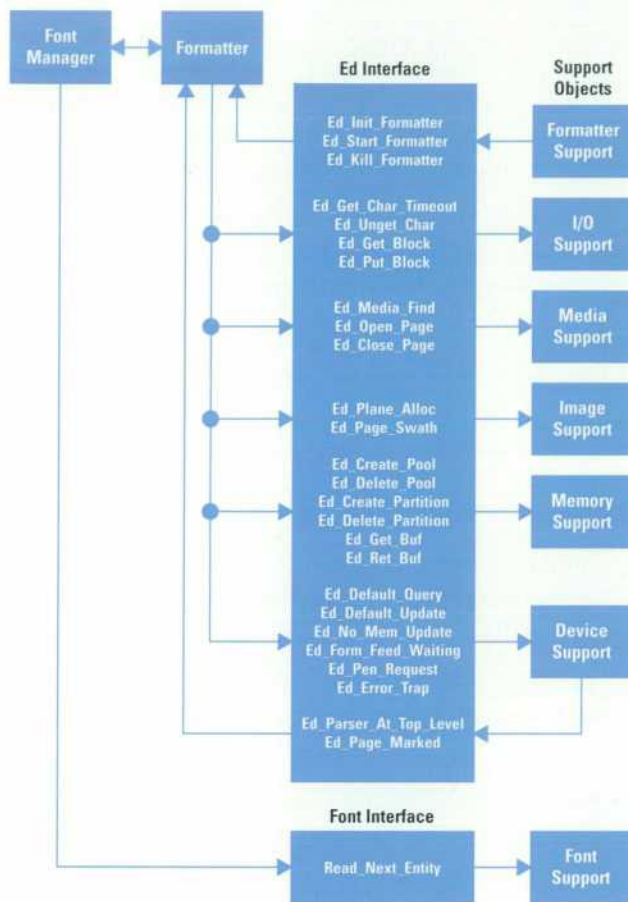 Font
Manager
Formatter
Ed Interface
Support
Objects
Ed_Init_Formatter
Ed_Start_Formatter
Ed_Kill_Formatter
Formatter
Support
Ed_Get_Char_Timeout
Ed_Unget_Char
Ed_Get_Block
Ed_Put_Block
I/O
Support
Ed_Media_Find
Ed_Open_Page
Ed_Close_Page
Media
Support
Ed_Plane_Alloc
Ed_Page_Swath
Image
Support
Ed_Create_Pool
Ed_Delete_Pool
Ed_Create_Partition
Ed_Delete_Partition
Ed_Get_Buf
Ed_Ret_Buf
Memory
Support
Ed_Default_Query
Ed_Default_Update
Ed_No_Mem_Update
Ed_Form_Feed_Waiting
Ed_Pen_Request
Ed_Error_Trap
Device
Support
Ed_Parser_At_Top_Level
Ed_Page_Marked
Font Interface
Read_Next_Entity
Font
Support